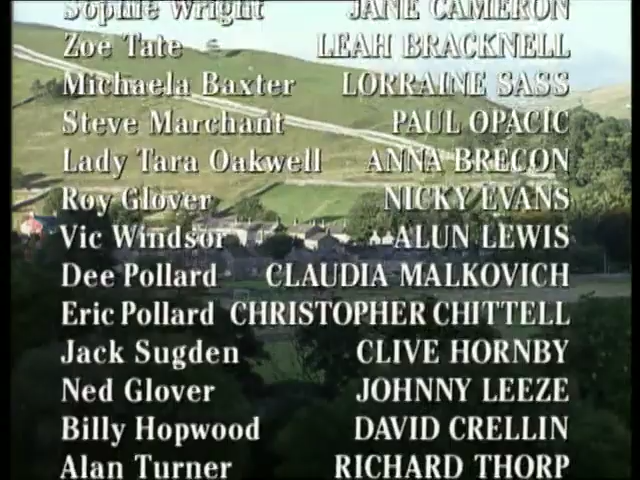 Sophie Wright JANE CAMERON
Zoe Tate LEAH BRACKNELL
Michaela Baxter LORRAINE SASS
Steve Marchant PAUL OPACIC
Lady Tara Oakwell ANNA BRECON
Roy Glover NICKY EVANS
Vic Windsor ALUN LEWIS
Dee Pollard CLAUDIA MALKOVICH
Eric Pollard CHRISTOPHER CHITTELL
Jack Sugden CLIVE HORNBY
Ned Glover JOHNNY LEEZE
Billy Hopwood DAVID CRELLIN
Alan Turner RICHARD THORP